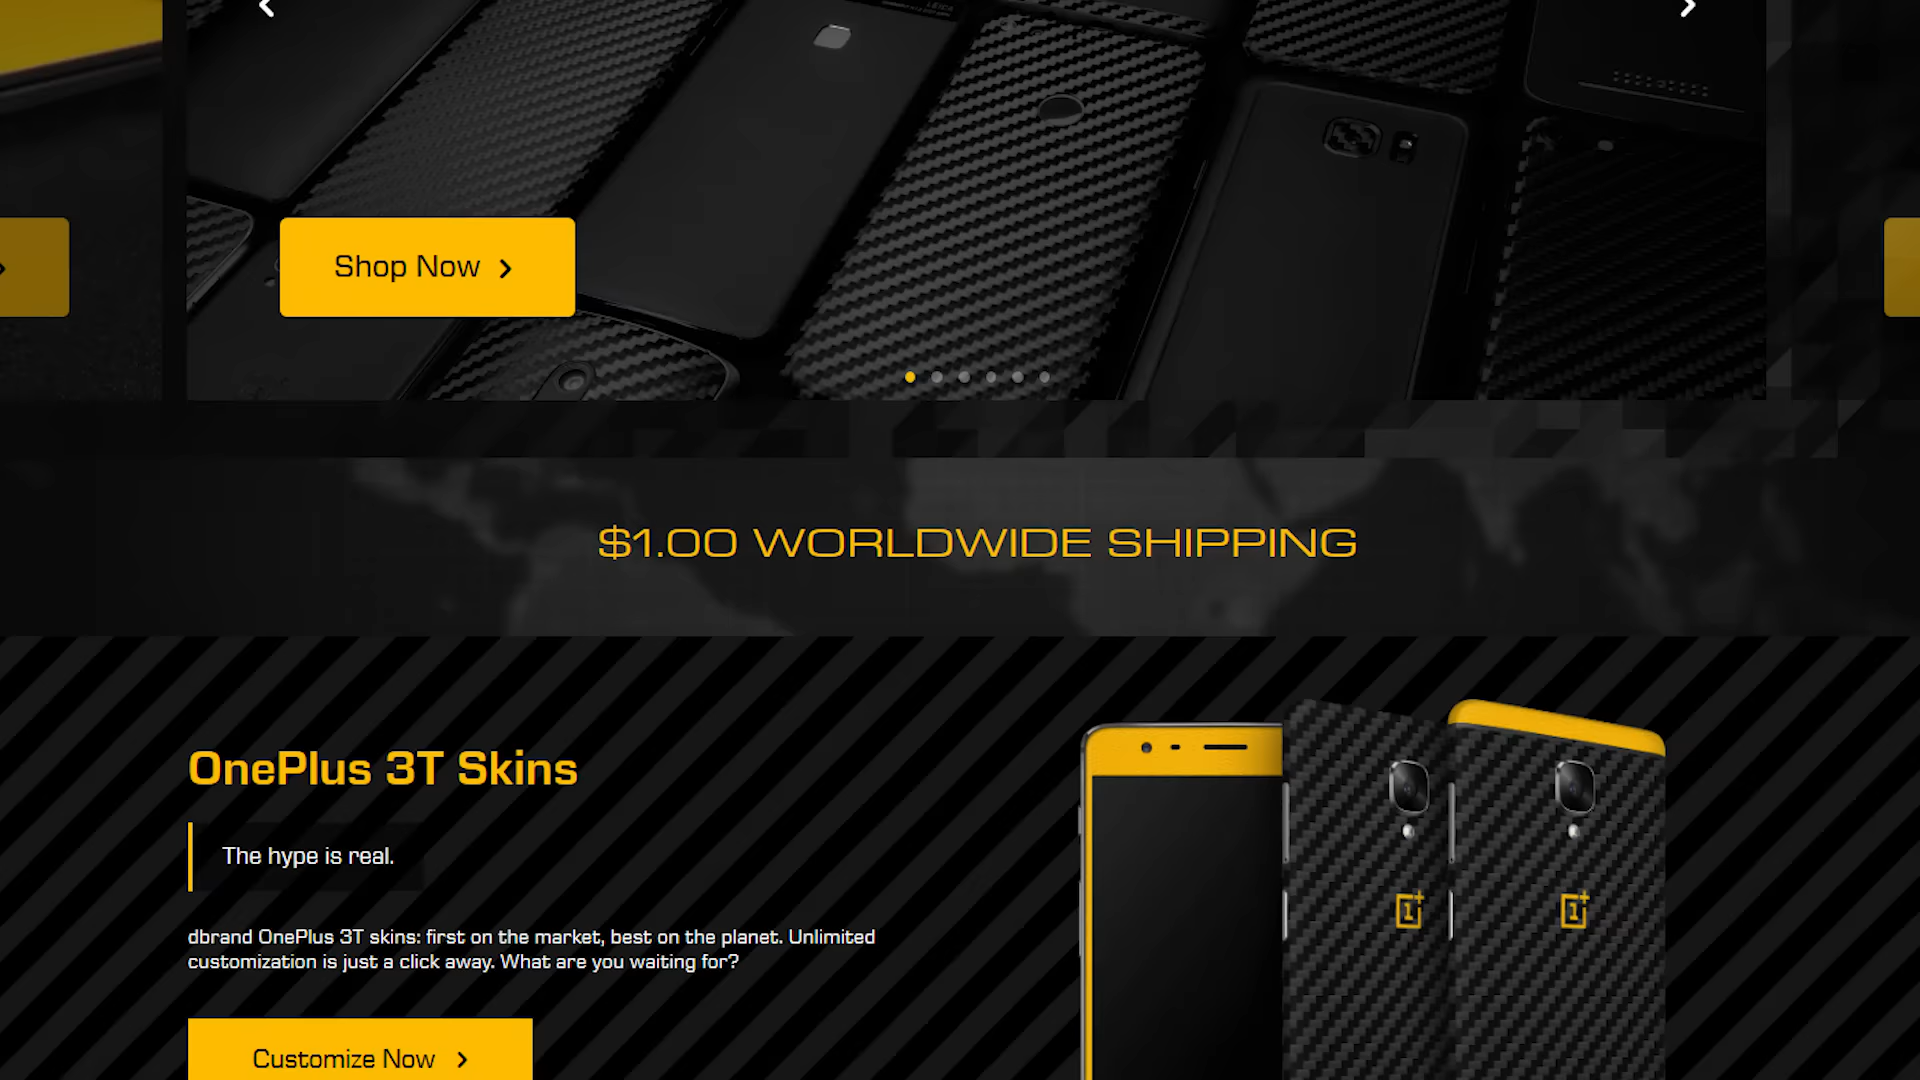 LEICA
Shop Now
$1.00 WORLDWIDE SHIPPING
OnePlus 3T Skins
The hype is real.
dbrand OnePlus 3T skins: first on the market, best on the planet. Unlimited
customization is just a click away. What are you waiting for?
Customize Now